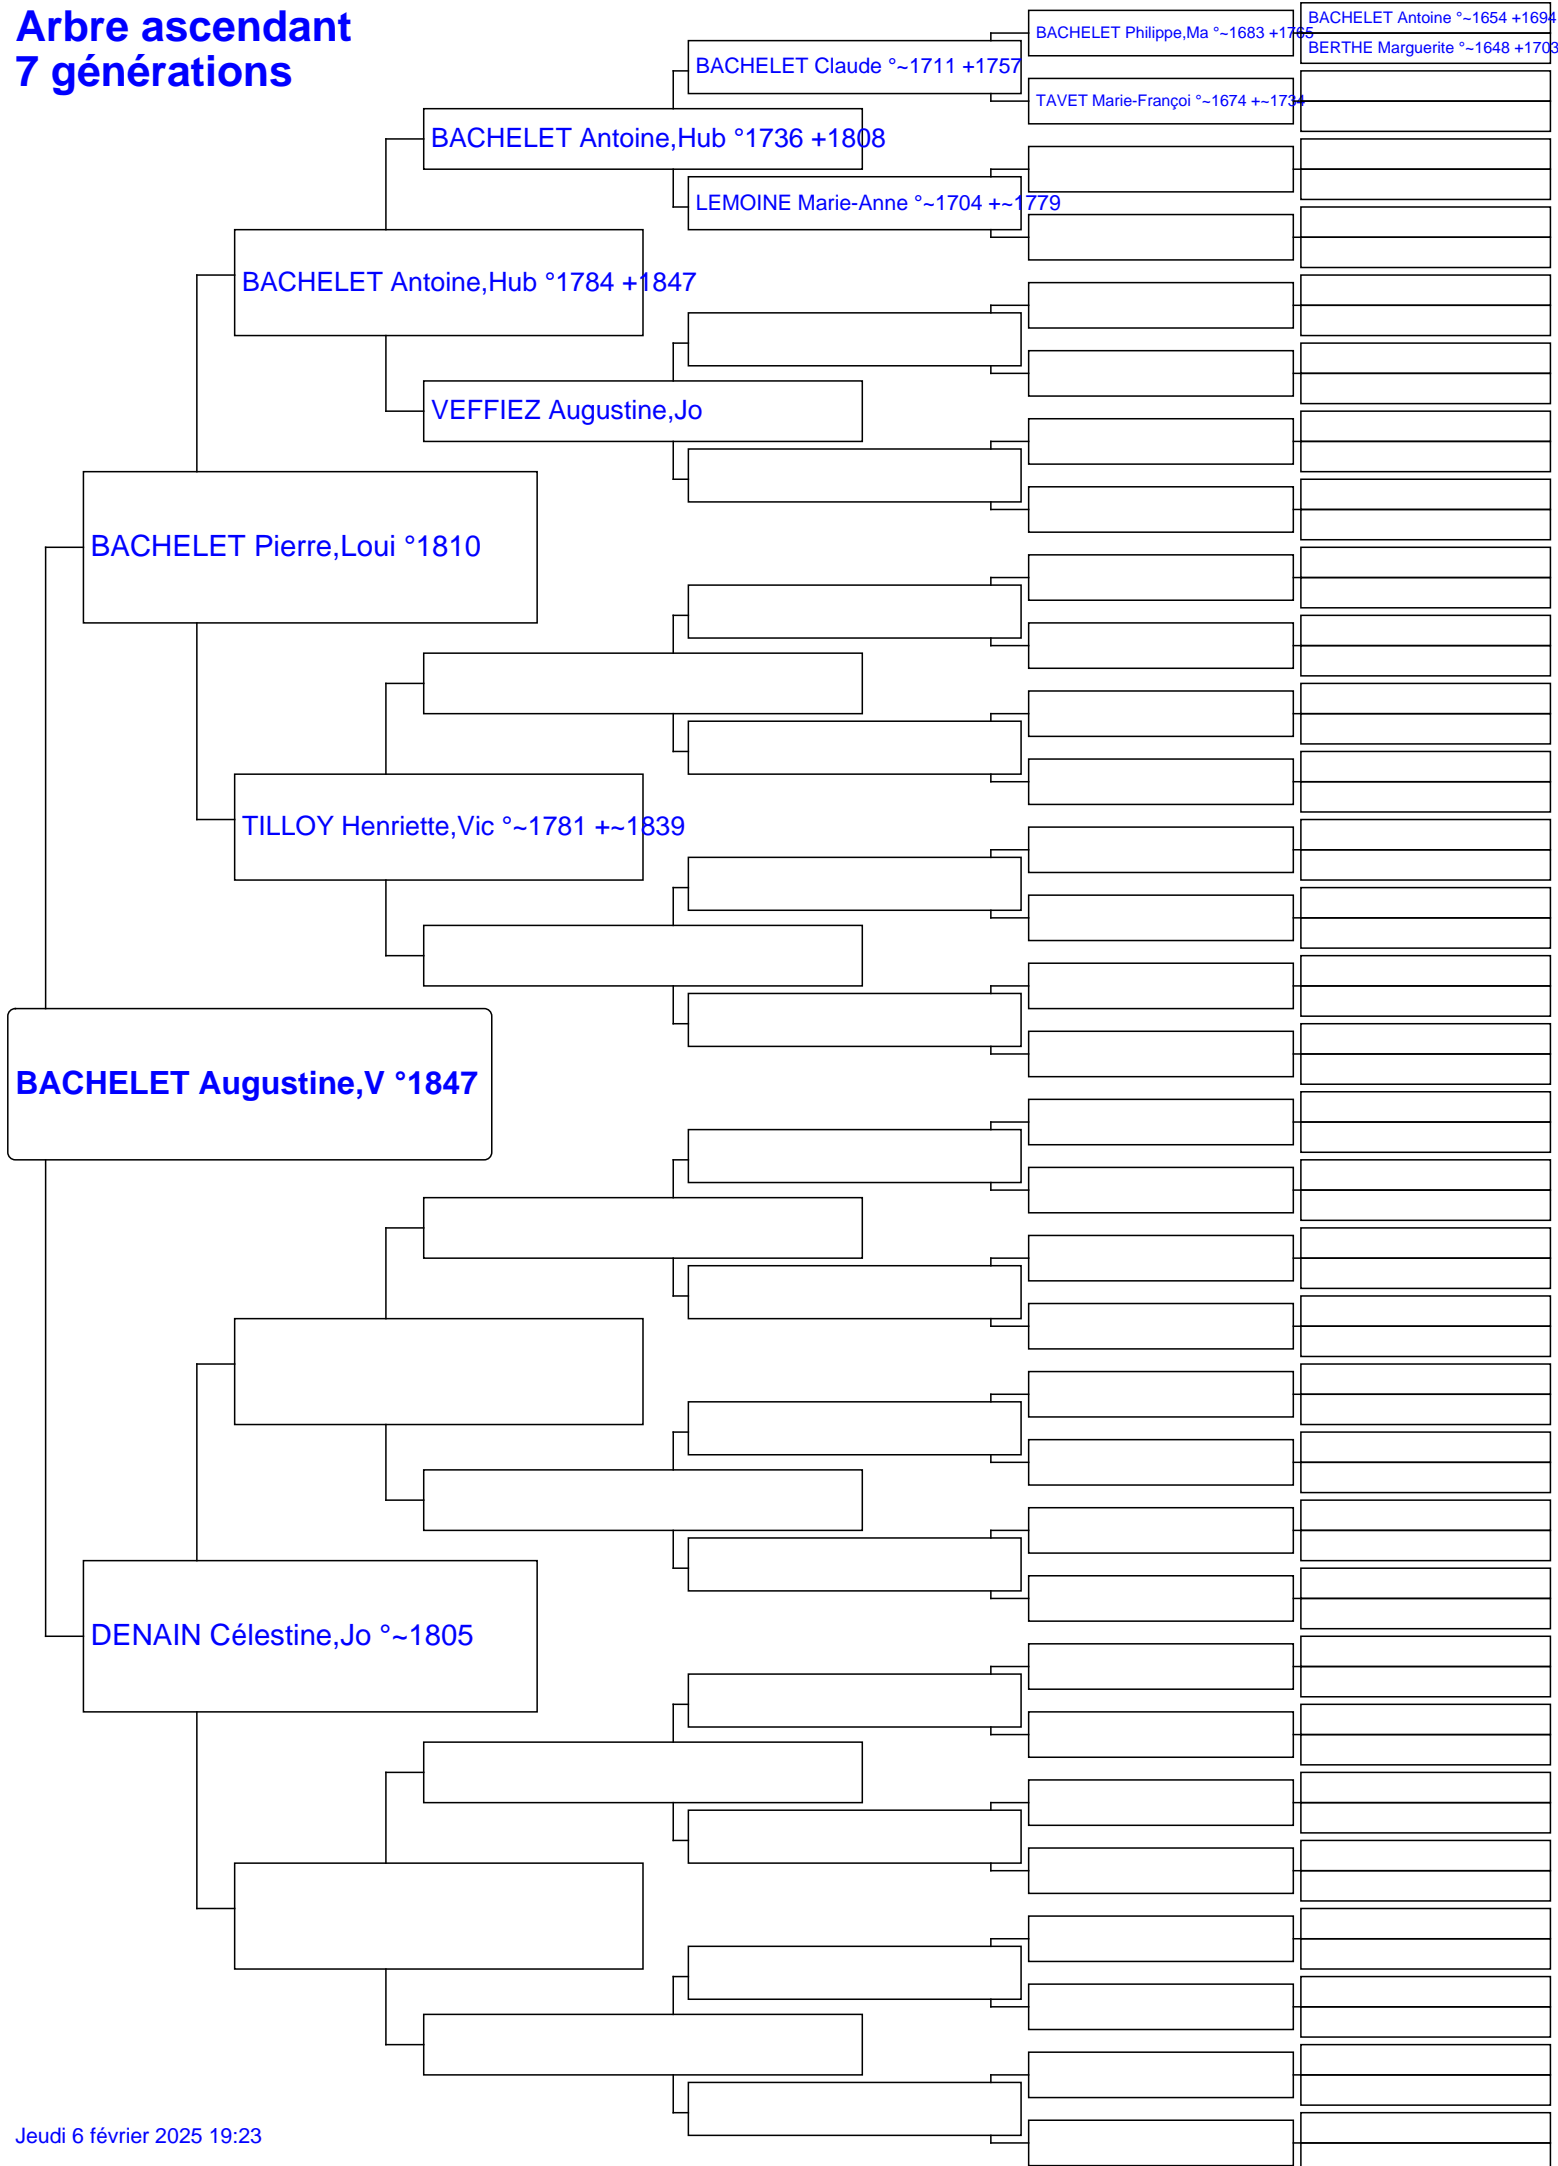 Arbre ascendant
7 générations
BACHELET Antoine °~1654 +1694
BACHELET Philippe,Ma °~1683 +1765
BERTHE Marguerite °~1648 +1703
BACHELET Claude °~1711 +1757
TAVET Marie-Françoi °~1674 +~1734
BACHELET Antoine,Hub °1736 +1808
LEMOINE Marie-Anne °~1704 +~1779
BACHELET Antoine,Hub °1784 +1847
VEFFIEZ Augustine,Jo
BACHELET Pierre,Loui °1810
TILLOY Henriette,Vic °~1781 +~1839
BACHELET Augustine,V °1847
DENAIN Célestine,Jo °~1805
Jeudi 6 février 2025 19:23